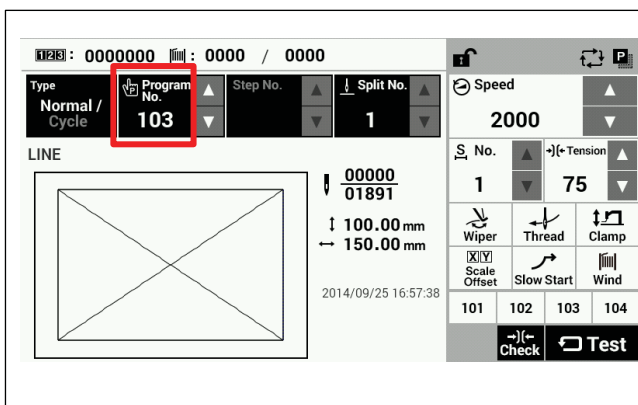 123 : 0000000 : 0000 / 0000
Type
Normal /
Cycle
P
Program
No.
103
Step No.
Split No.
1
P
Speed
2000
S No.
1
Tension
75
LINE
00000
01891
100.00 mm
150.00 mm
2014/09/25 16:57:38
Wiper
Thread
Clamp
X Y
Scale
Offset
Slow Start
Wind
101 102 103 104
Check
Test